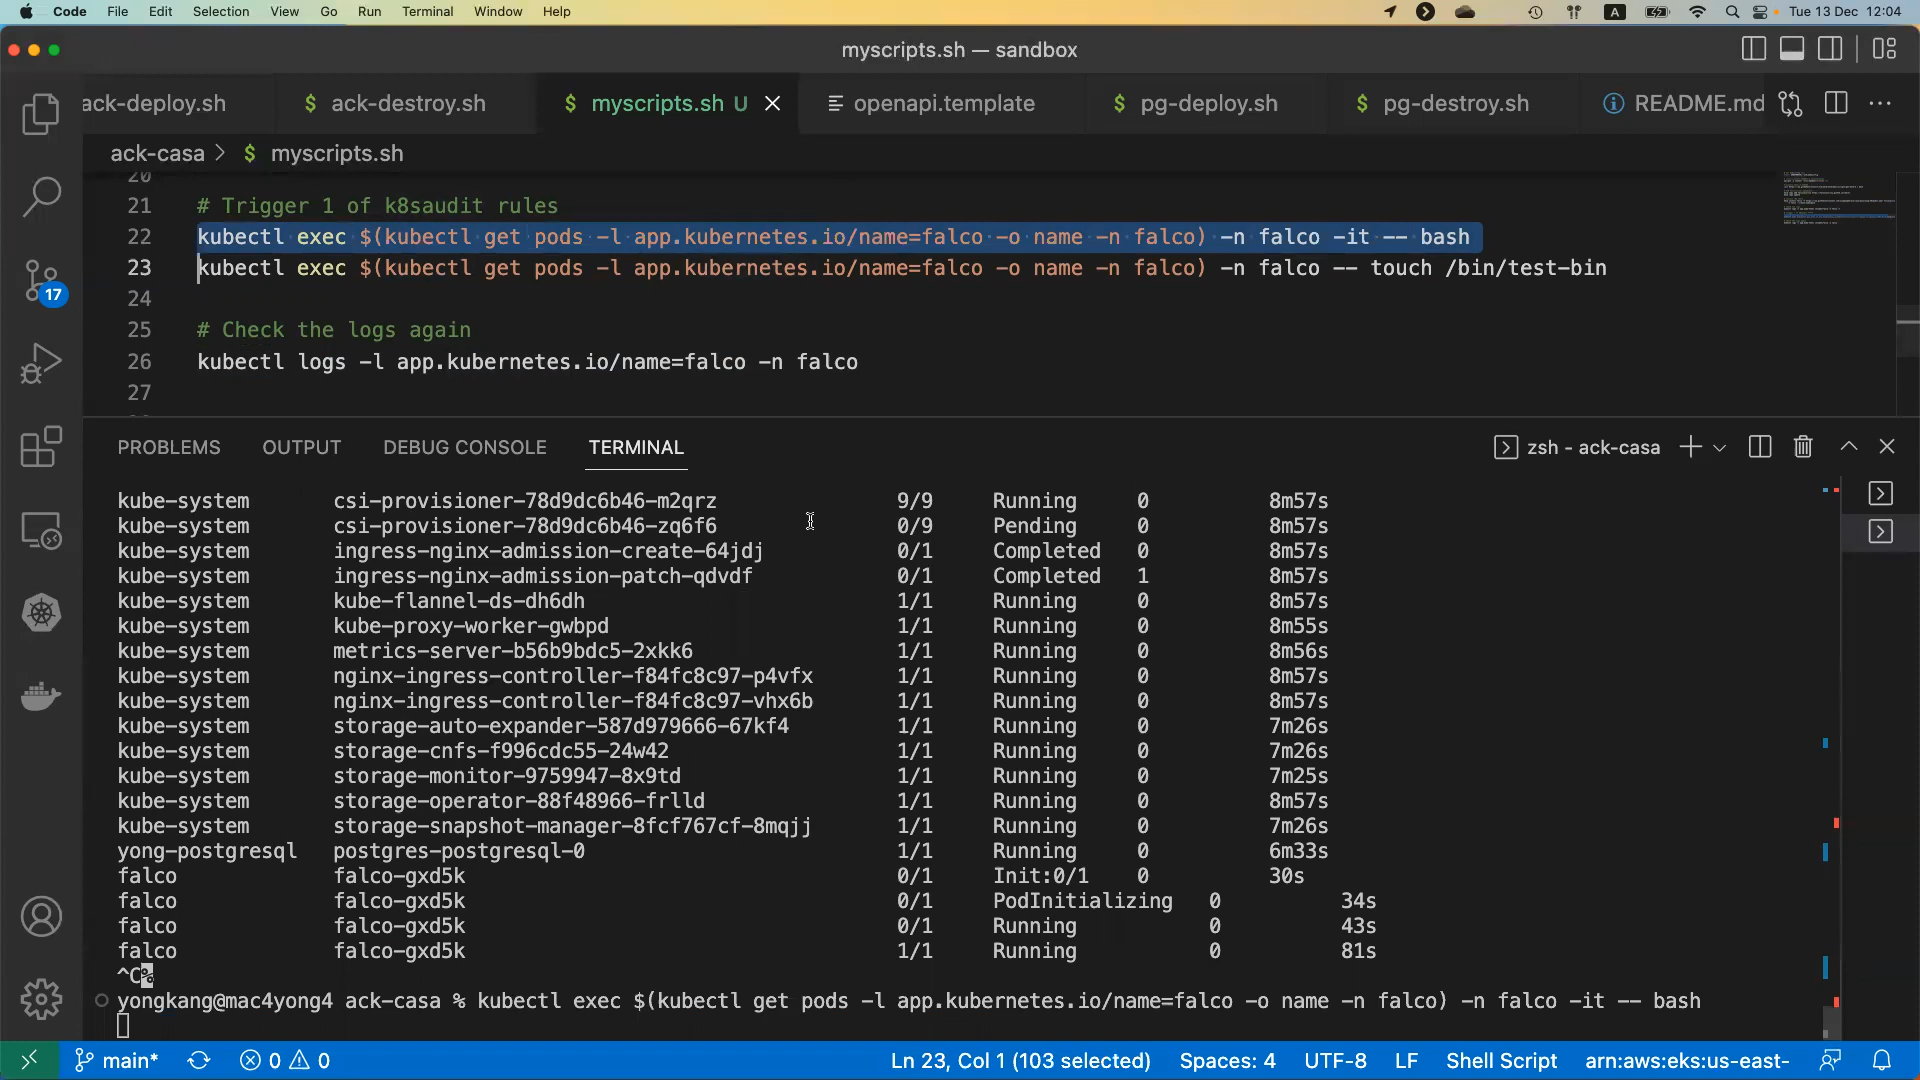 Code File Edit Selection View Go Run Terminal Window Help A Tue 13 Dec 12:04
myscripts.sh — sandbox
ack-deploy.sh $ ack-destroy.sh $ myscripts.sh U openapi.template $ pg-deploy.sh $ pg-destroy.sh README.md
ack-casa > $ myscripts.sh
20
21 # Trigger 1 of k8saudit rules
22 kubectl exec $(kubectl get pods -l app.kubernetes.io/name=falco -o name -n falco) -n falco -it -- bash
23 kubectl exec $(kubectl get pods -l app.kubernetes.io/name=falco -o name -n falco) -n falco -- touch /bin/test-bin
24
25 # Check the logs again
26 kubectl logs -l app.kubernetes.io/name=falco -n falco
27
17
PROBLEMS OUTPUT DEBUG CONSOLE TERMINAL zsh - ack-casa
kube-system csi-provisioner-78d9dc6b46-m2qrz 9/9 Running 0 8m57s
kube-system csi-provisioner-78d9dc6b46-zq6f6 0/9 Pending 0 8m57s
kube-system ingress-nginx-admission-create-64jdj 0/1 Completed 0 8m57s
kube-system ingress-nginx-admission-patch-qdvdf 0/1 Completed 1 8m57s
kube-system kube-flannel-ds-dh6dh 1/1 Running 0 8m57s
kube-system kube-proxy-worker-gwbpd 1/1 Running 0 8m55s
kube-system metrics-server-b56b9bdc5-2xkk6 1/1 Running 0 8m56s
kube-system nginx-ingress-controller-f84fc8c97-p4vfx 1/1 Running 0 8m57s
kube-system nginx-ingress-controller-f84fc8c97-vhx6b 1/1 Running 0 8m57s
kube-system storage-auto-expander-587d979666-67kf4 1/1 Running 0 7m26s
kube-system storage-cnfs-f996cdc55-24w42 1/1 Running 0 7m26s
kube-system storage-monitor-9759947-8x9td 1/1 Running 0 7m25s
kube-system storage-operator-88f48966-frlld 1/1 Running 0 8m57s
kube-system storage-snapshot-manager-8fcf767cf-8mqjj 1/1 Running 0 7m26s
yong-postgresql postgres-postgresql-0 1/1 Running 0 6m33s
falco falco-gxd5k 0/1 Init:0/1 0 30s
falco falco-gxd5k 0/1 PodInitializing 0 34s
falco falco-gxd5k 0/1 Running 0 43s
falco falco-gxd5k 1/1 Running 0 81s
^C%
yongkang@mac4yong4 ack-casa % kubectl exec $(kubectl get pods -l app.kubernetes.io/name=falco -o name -n falco) -n falco -it -- bash
main* 0 0 Ln 23, Col 1 (103 selected) Spaces: 4 UTF-8 LF Shell Script arn:aws:eks:us-east-